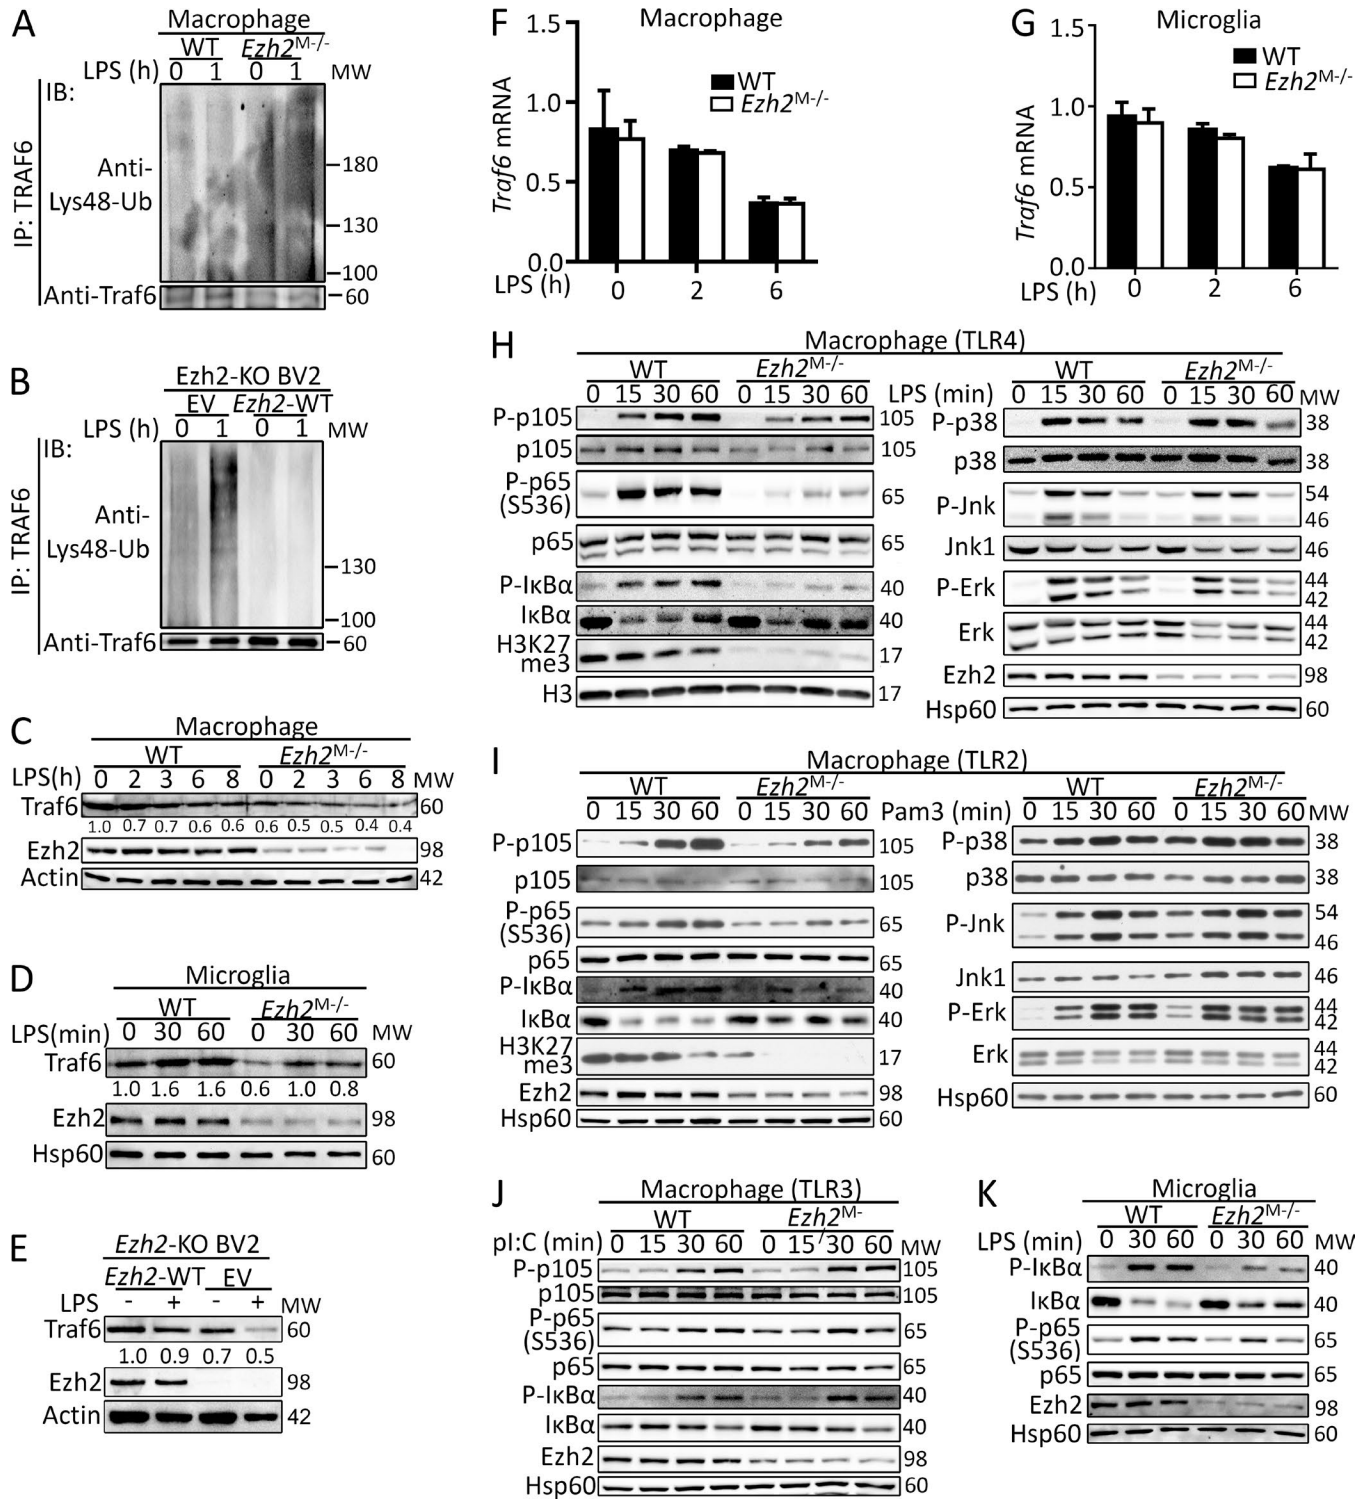 A
Macrophage
WT Ezh2M-/-
LPS (h) 0 1 0 1 MW
IB:
IP: TRAF6
Anti-
Lys48-Ub
180
130
100
Anti-Traf6 60
B
Ezh2-KO BV2
EV Ezh2-WT
LPS (h) 0 1 0 1 MW
IB:
IP: TRAF6
Anti-
Lys48-Ub
130
100
Anti-Traf6 60
C
Macrophage
WT Ezh2M-/-
LPS(h) 0 2 3 6 8 0 2 3 6 8 MW
Traf6 60
1.0 0.7 0.7 0.6 0.6 0.6 0.5 0.5 0.4 0.4
Ezh2 98
Actin 42
D
Microglia
WT Ezh2M-/-
LPS(min) 0 30 60 0 30 60 MW
Traf6 60
1.0 1.6 1.6 0.6 1.0 0.8
Ezh2 98
Hsp60 60
E
Ezh2-KO BV2
Ezh2-WT EV
LPS - + - + MW
Traf6 60
1.0 0.9 0.7 0.5
Ezh2 98
Actin 42
F
Macrophage
Traf6 mRNA
1.5
1.0
0.5
0.0
WT
Ezh2M-/-
LPS (h) 0 2 6
G
Microglia
Traf6 mRNA
1.5
1.0
0.5
0.0
WT
Ezh2M-/-
LPS (h) 0 2 6
H
Macrophage (TLR4)
WT Ezh2M-/- WT Ezh2M-/-
0 15 30 60 0 15 30 60 LPS (min) 0 15 30 60 0 15 30 60 MW
P-p105 105
p105 105
P-p65
(S536) 65
p65 65
P-IκBα 40
IκBα 40
H3K27
me3 17
H3 17
P-p38 38
p38 38
P-Jnk 54
46
Jnk1 46
P-Erk 44
42
Erk 44
42
Ezh2 98
Hsp60 60
I
Macrophage (TLR2)
WT Ezh2M-/- WT Ezh2M-/-
0 15 30 60 0 15 30 60 Pam3 (min) 0 15 30 60 0 15 30 60 MW
P-p105 105
p105 105
P-p65
(S536) 65
p65 65
P-IκBα 40
IκBα 40
H3K27
me3 17
Ezh2 98
Hsp60 60
P-p38 38
p38 38
P-Jnk 54
46
Jnk1 46
P-Erk 44
42
Erk 44
42
Hsp60 60
J
Macrophage (TLR3)
WT Ezh2M-
/-
pI:C (min) 0 15 30 60 0 15 30 60 MW
P-p105 105
p105 105
P-p65
(S536) 65
p65 65
P-IκBα 40
IκBα 40
Ezh2 98
Hsp60 60
K
Microglia
WT Ezh2M-/-
LPS (min) 0 30 60 0 30 60 MW
P-IκBα 40
IκBα 40
P-p65
(S536) 65
p65 65
Ezh2 98
Hsp60 60